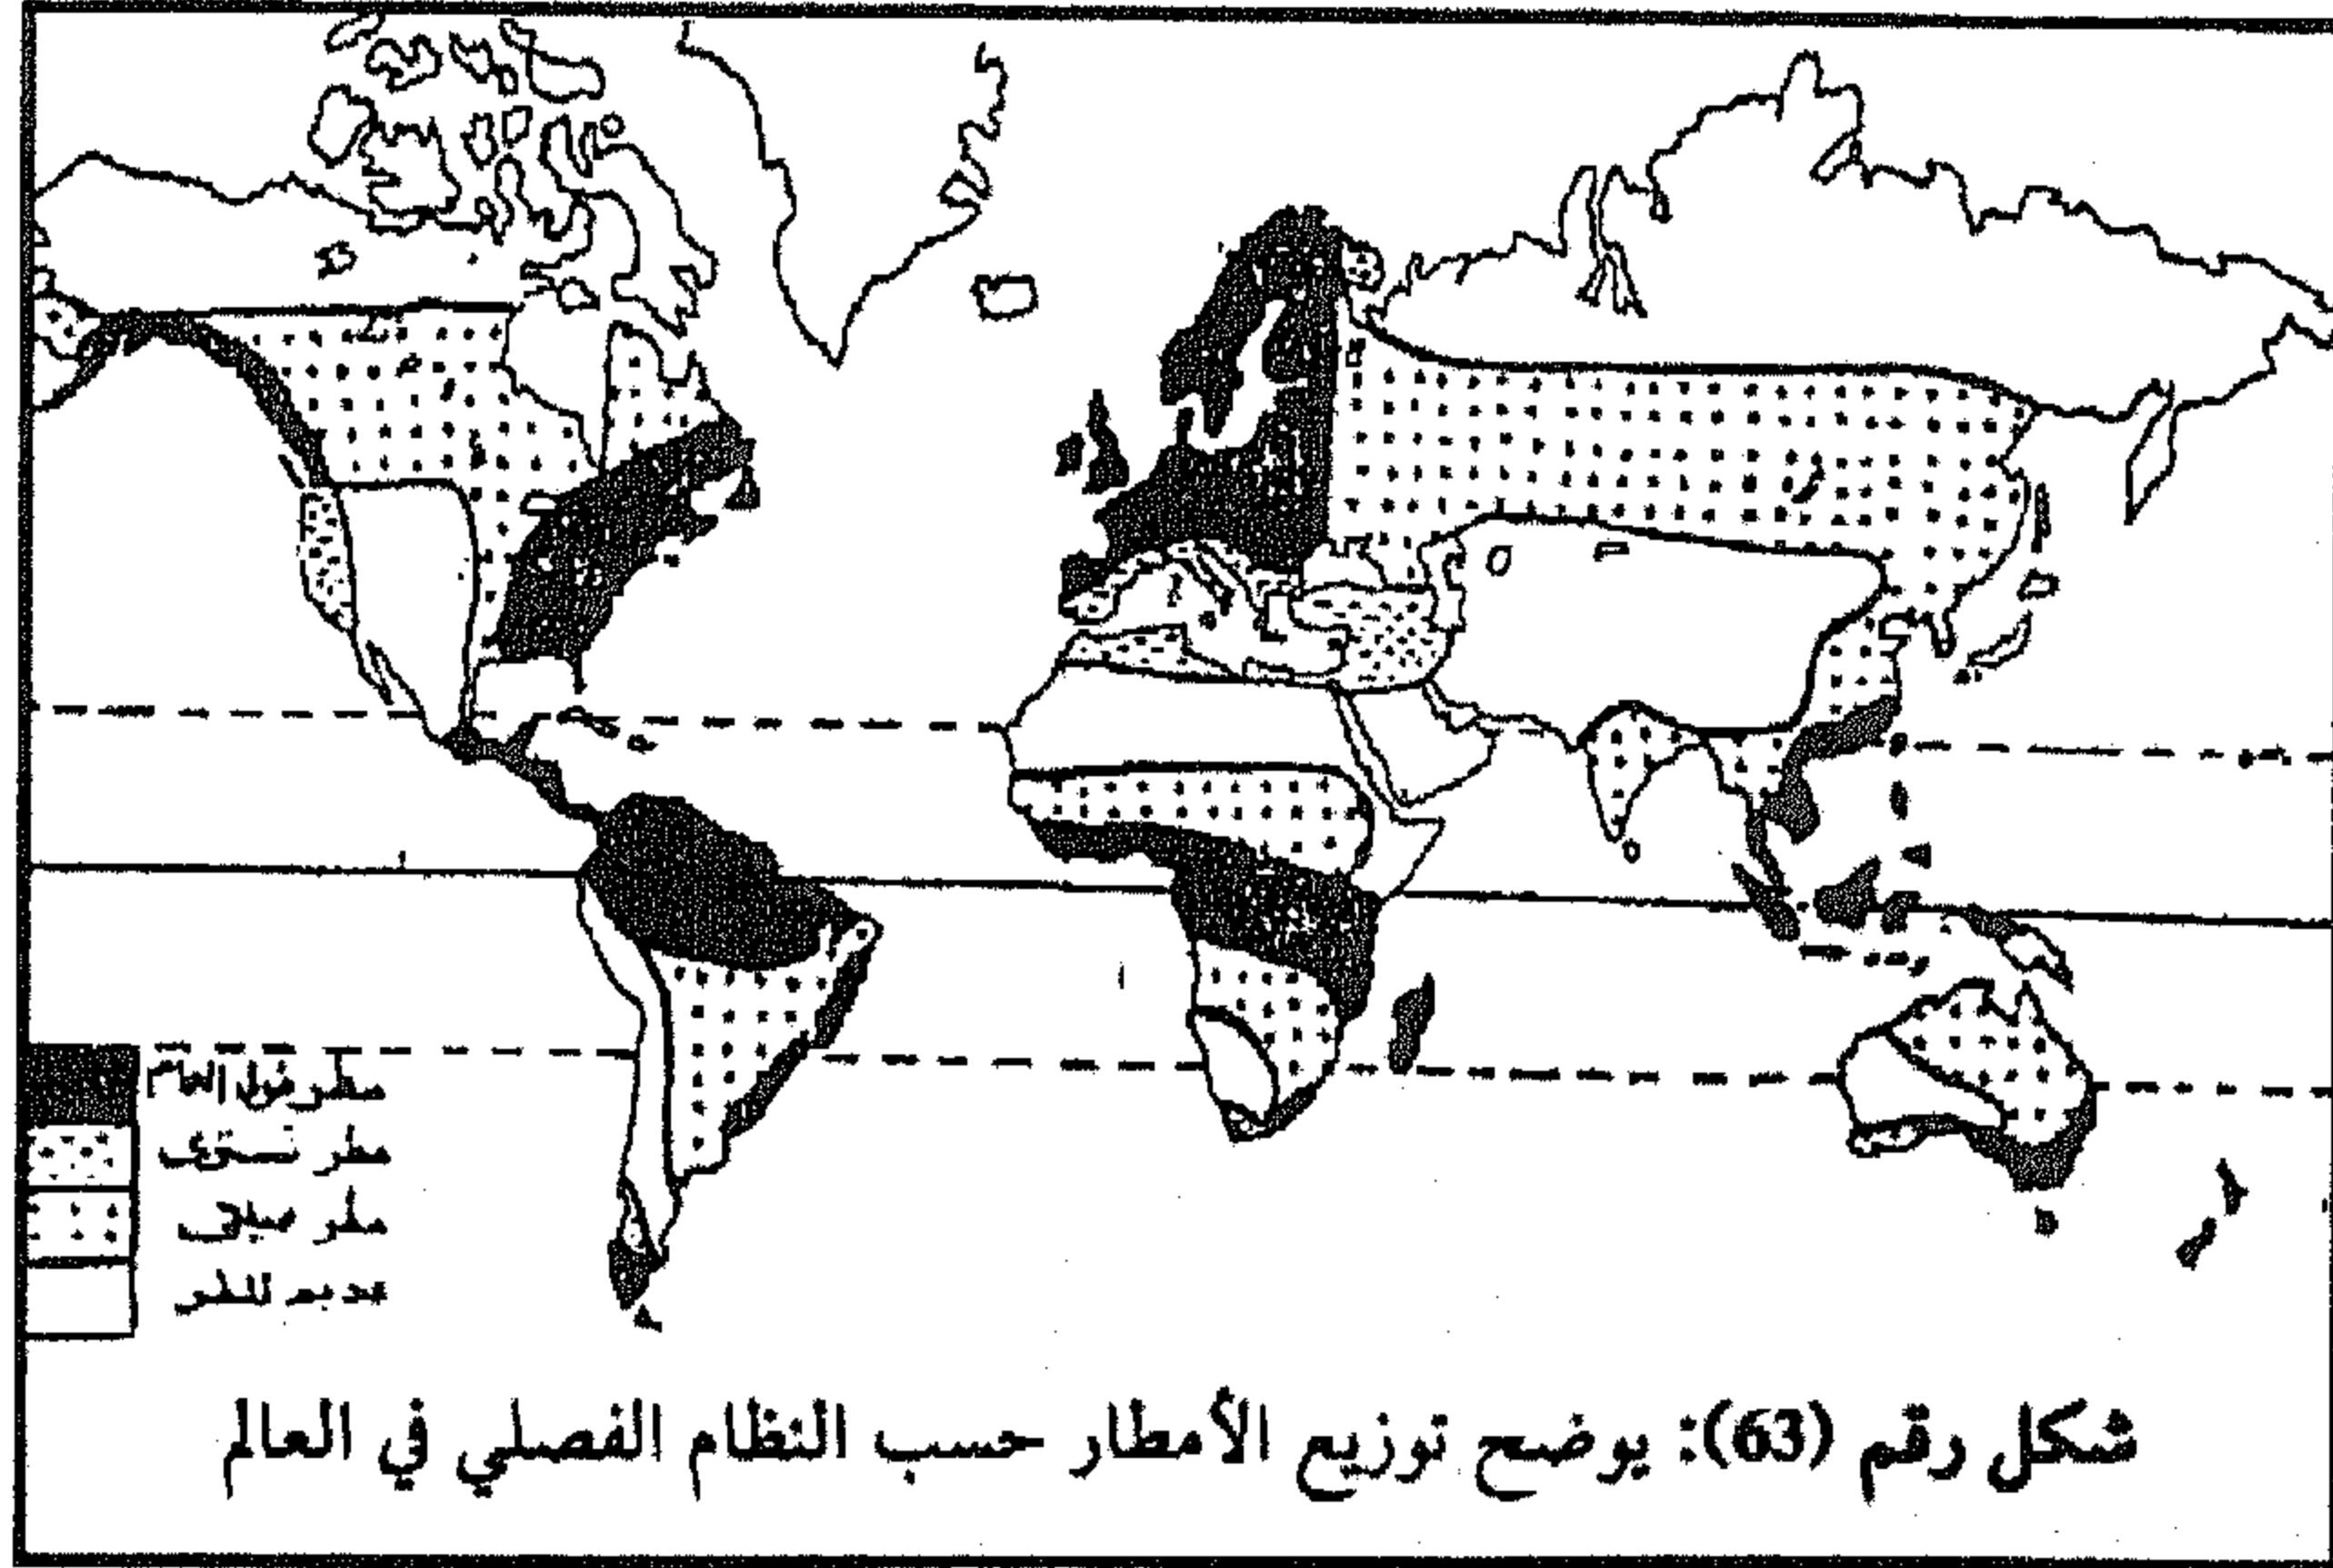 مطر طول العام
مطر شتوي
مطر صيفي
عديم المطر
شكل رقم (63): يوضح توزيع الأمطار حسب النظام الفصلي في العالم